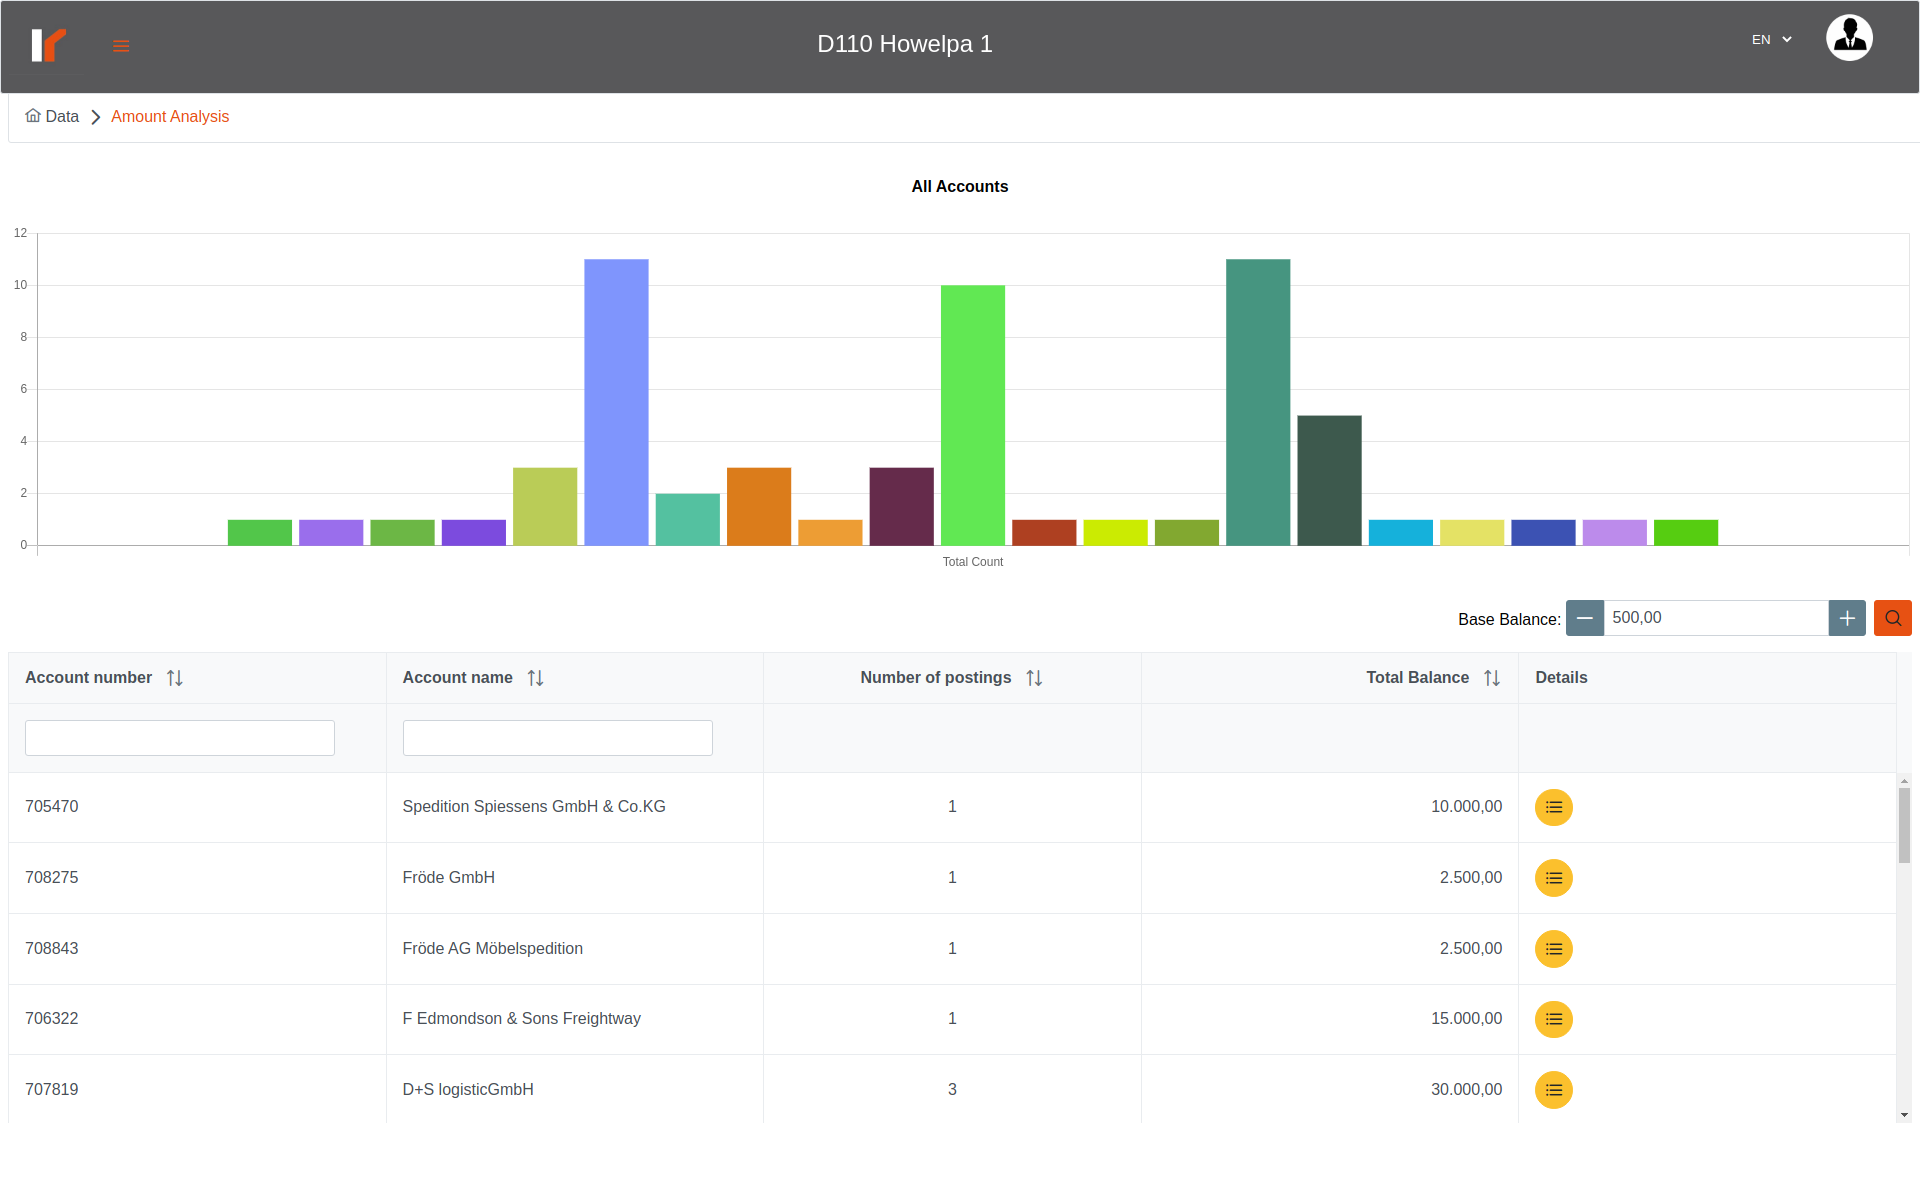 D110 Howelpa 1
EN
Data
Amount Analysis
All Accounts
12
10
8
6
4
2
0
Total Count
Base Balance: 500,00
Account number Account name Number of postings Total Balance Details
705470 Spedition Spiessens GmbH & Co.KG 1 10.000,00
708275 Fröde GmbH 1 2.500,00
708843 Fröde AG Möbelspedition 1 2.500,00
706322 F Edmondson & Sons Freightway 1 15.000,00
707819 D+S logisticGmbH 3 30.000,00